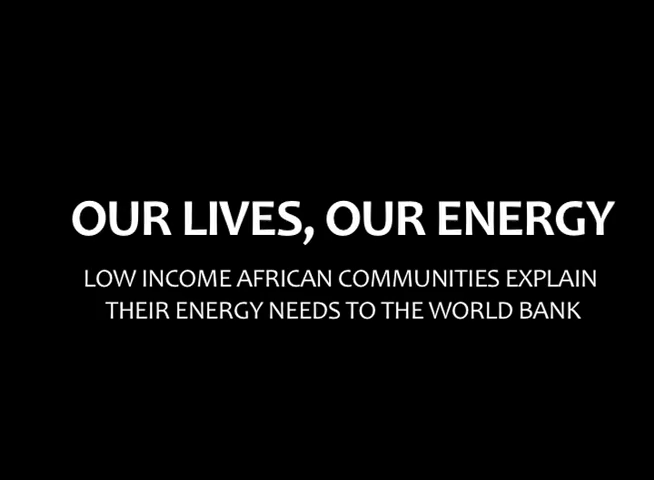 OUR LIVES, OUR ENERGY
LOW INCOME AFRICAN COMMUNITIES EXPLAIN
THEIR ENERGY NEEDS TO THE WORLD BANK